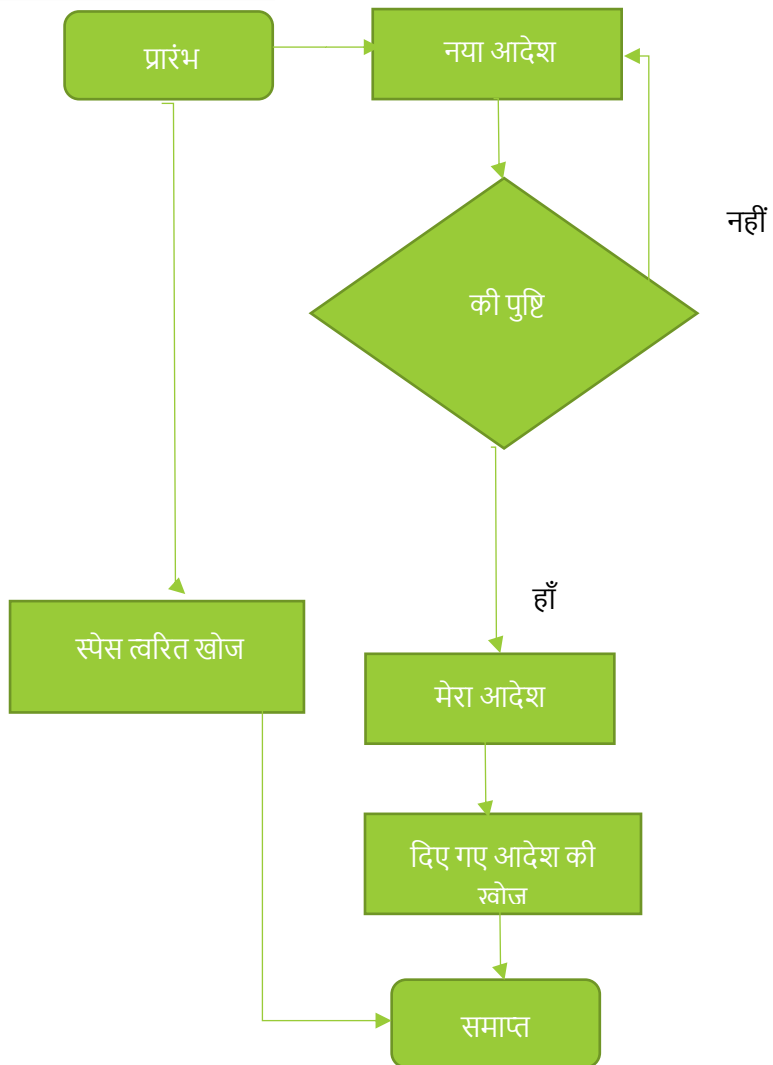 प्रारंभ
नया आदेश
नहीं
की पुष्टि
हाँ
स्पेस त्वरित खोज
मेरा आदेश
दिए गए आदेश की
खोज
समाप्त